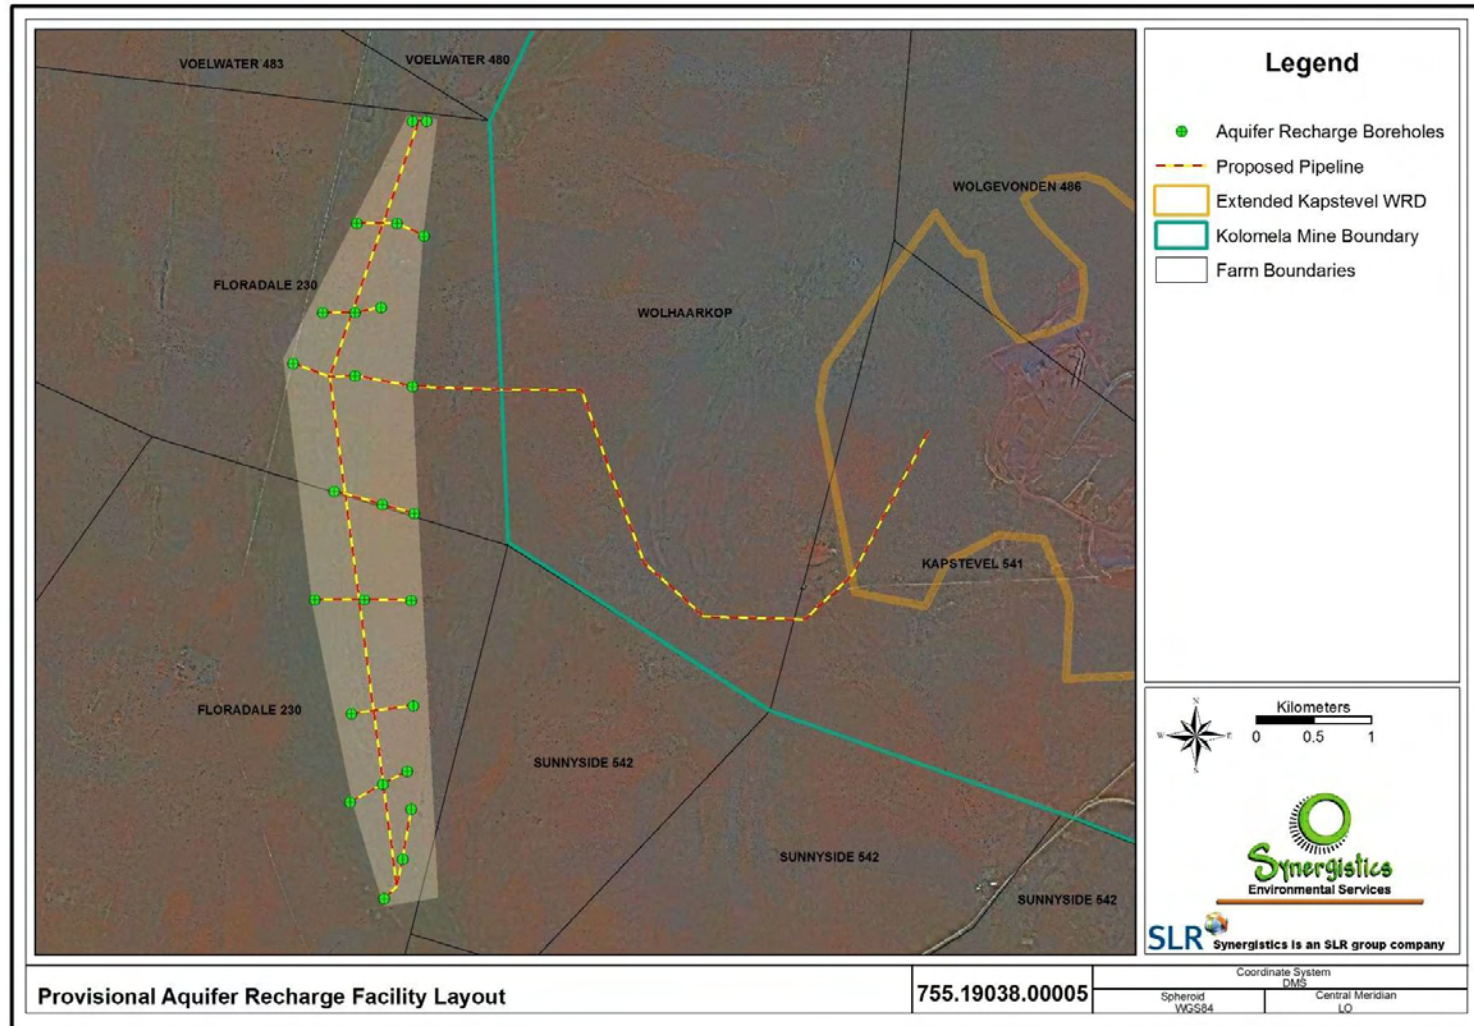 VOELWATER 483
VOELWATER 480
WOLGEVONDEN 486
FLORADALE 230
WOLHAARKOP
KAPSTEVEL 541
FLORADALE 230
SUNNYSIDE 542
SUNNYSIDE 542
SUNNYSIDE 542
Legend
Aquifer Recharge Boreholes
Proposed Pipeline
Extended Kapstevel WRD
Kolomela Mine Boundary
Farm Boundaries
N
W E
S
Kilometers
0 0.5 1
Synergistics
Environmental Services
SLR Synergistics is an SLR group company
Provisional Aquifer Recharge Facility Layout
755.19038.00005
Coordinate System
DMS
Spheroid
WGS84
Central Meridian
LO